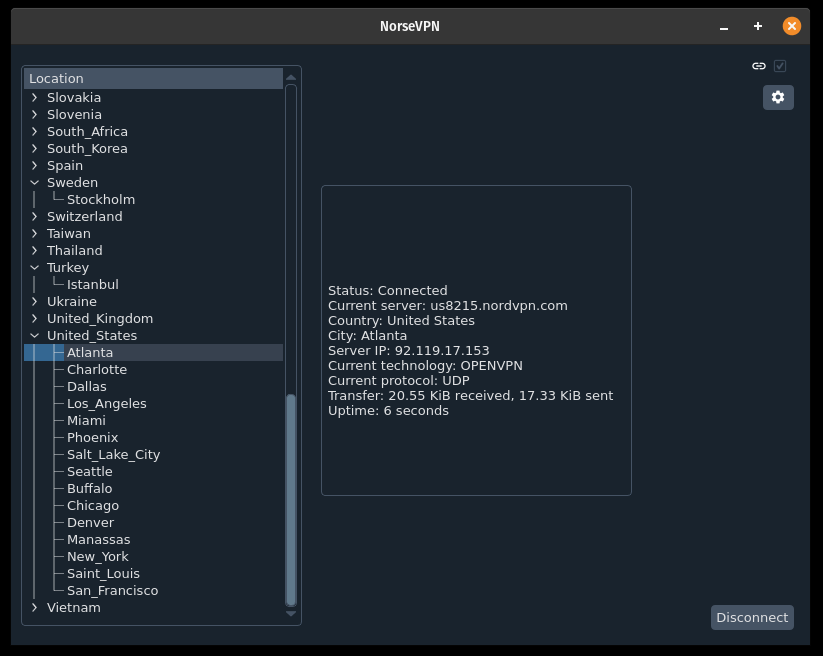 NorseVPN
Location
Slovakia
Slovenia
South_Africa
South_Korea
Spain
Sweden
Stockholm
Switzerland
Taiwan
Thailand
Turkey
Istanbul
Ukraine
United_Kingdom
United_States
Atlanta
Charlotte
Dallas
Los_Angeles
Miami
Phoenix
Salt_Lake_City
Seattle
Buffalo
Chicago
Denver
Manassas
New_York
Saint_Louis
San_Francisco
Vietnam
Status: Connected
Current server: us8215.nordvpn.com
Country: United States
City: Atlanta
Server IP: 92.119.17.153
Current technology: OPENVPN
Current protocol: UDP
Transfer: 20.55 KiB received, 17.33 KiB sent
Uptime: 6 seconds
Disconnect